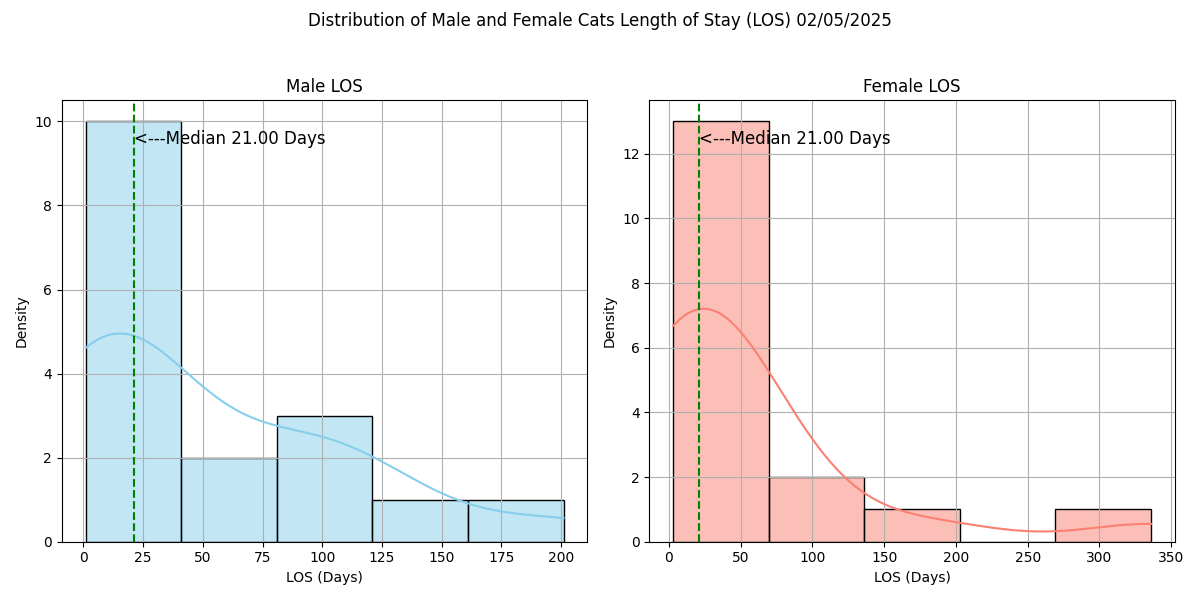 Distribution of Male and Female Cats Length of Stay (LOS) 02/05/2025
Male LOS
<---Median 21.00 Days
Density
10
8
6
4
2
0
0 25 50 75 100 125 150 175 200
LOS (Days)
Female LOS
<---Median 21.00 Days
Density
12
10
8
6
4
2
0
0 50 100 150 200 250 300 350
LOS (Days)